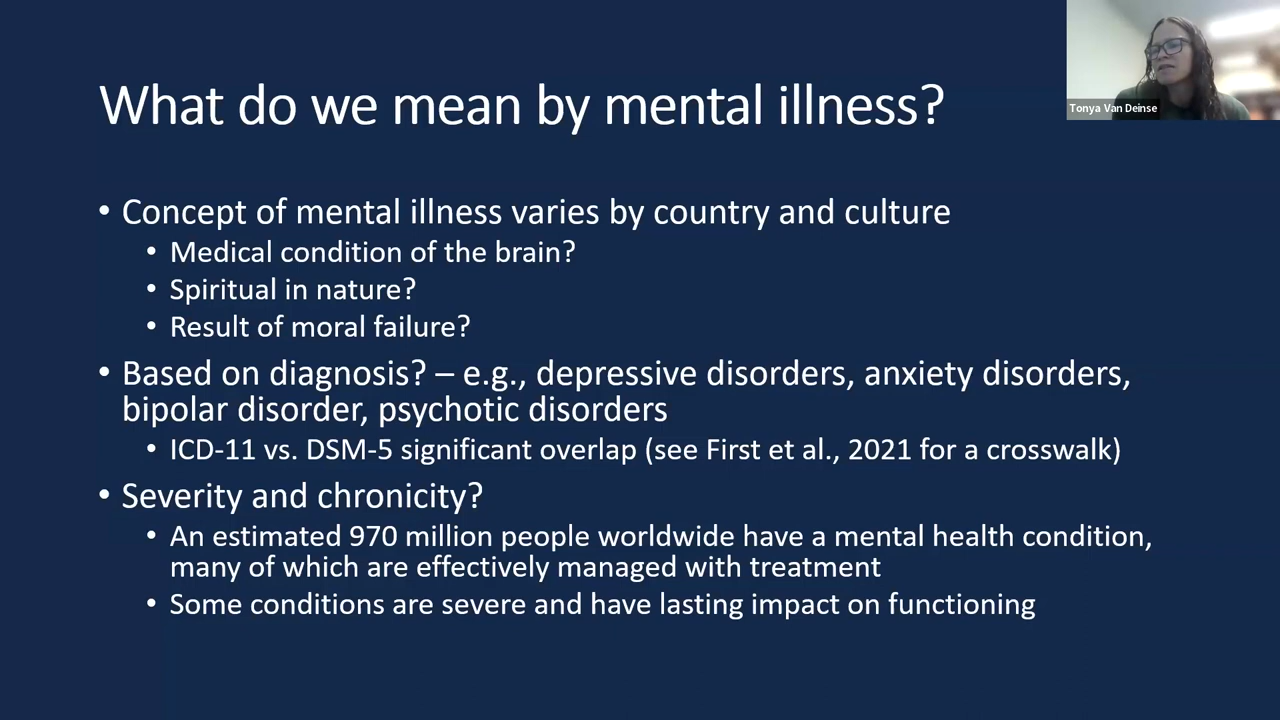 What do we mean by mental illness?
Tonya Van Deinse
• Concept of mental illness varies by country and culture
• Medical condition of the brain?
• Spiritual in nature?
• Result of moral failure?
• Based on diagnosis? – e.g., depressive disorders, anxiety disorders,
bipolar disorder, psychotic disorders
• ICD-11 vs. DSM-5 significant overlap (see First et al., 2021 for a crosswalk)
• Severity and chronicity?
• An estimated 970 million people worldwide have a mental health condition,
many of which are effectively managed with treatment
• Some conditions are severe and have lasting impact on functioning